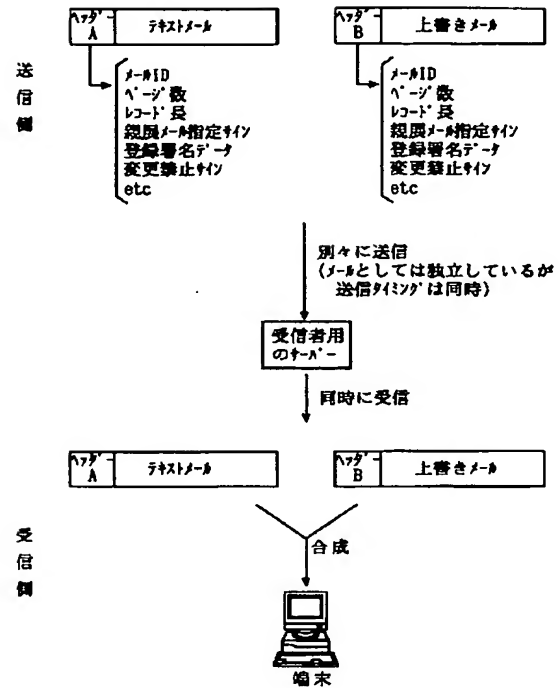 ヘッダー A テキストメール
ヘッダー B 上書きメール
送信側
メールID
ページ数
レコード長
親展メール指定サイン
登録署名データ
変更禁止サイン
etc
メールID
ページ数
レコード長
親展メール指定サイン
登録署名データ
変更禁止サイン
etc
別々に送信
(メールとしては独立しているが
送信タイミングは同時)
受信者用
のサーバー
同時に受信
ヘッダー A テキストメール
ヘッダー B 上書きメール
受信側
合成
端末